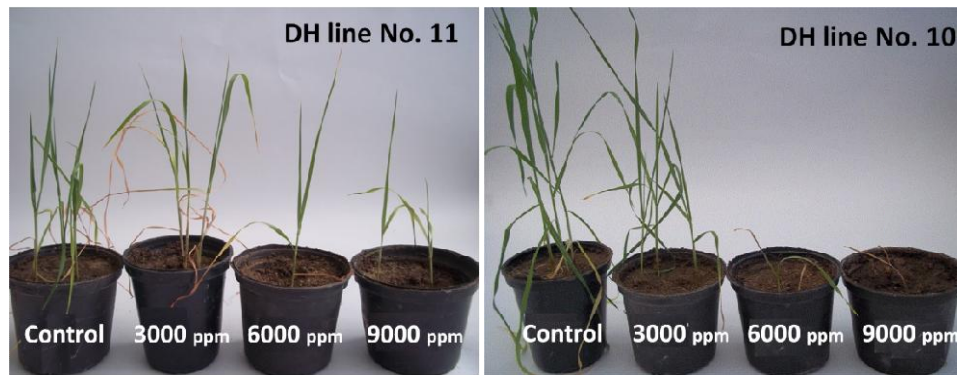 DH line No. 11
Control 3000 ppm 6000 ppm 9000 ppm
DH line No. 10
Control 3000 ppm 6000 ppm 9000 ppm